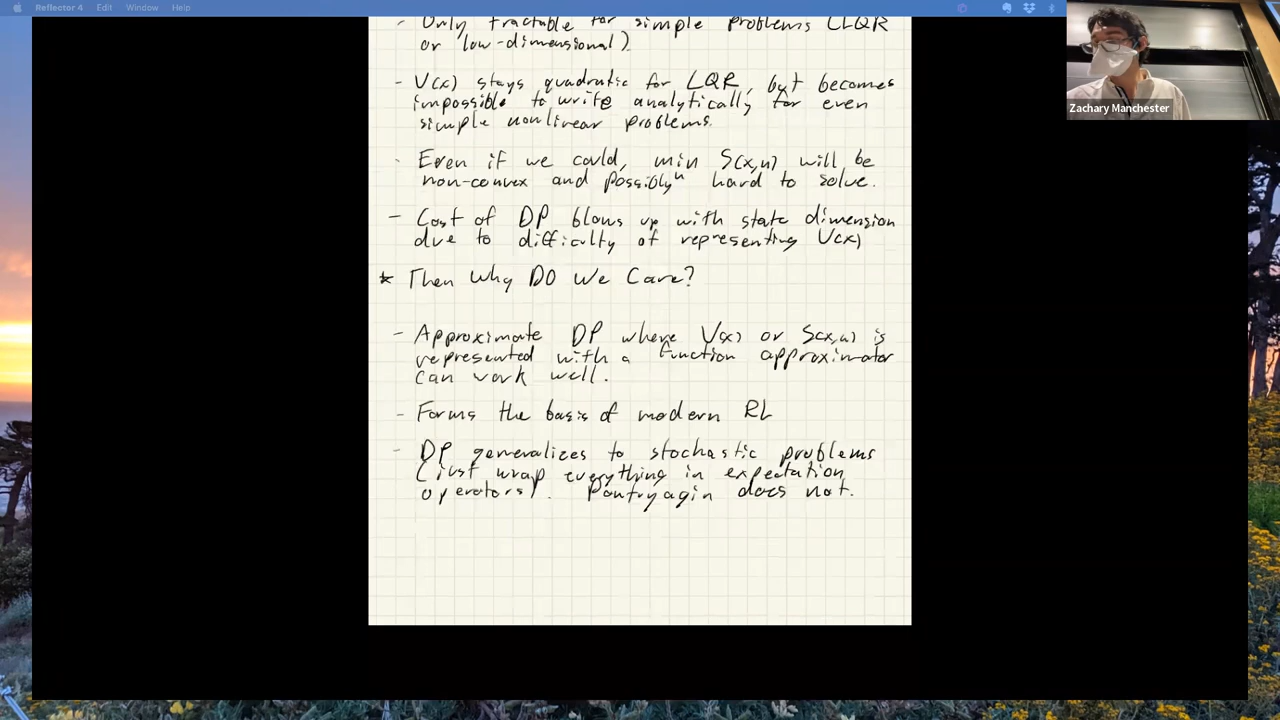 Reflector 4 Edit Window Help
- Only tractable for simple problems (LQR
or low-dimensional)
- V(x) stays quadratic for LQR, but becomes
impossible to write analytically for even
simple nonlinear problems.
- Even if we could, min S(x,u) will be
u
non-convex and possibly hard to solve.
- Cost of DP blows up with state dimension
due to difficulty of representing V(x)
* Then Why DO We Care?
- Approximate DP where V(x) or S(x,u) is
represented with a function approximator
can work well.
- Forms the basis of modern RL
- DP generalizes to stochastic problems
(just wrap everything in expectation
operators). Pontryagin does not.
Zachary Manchester